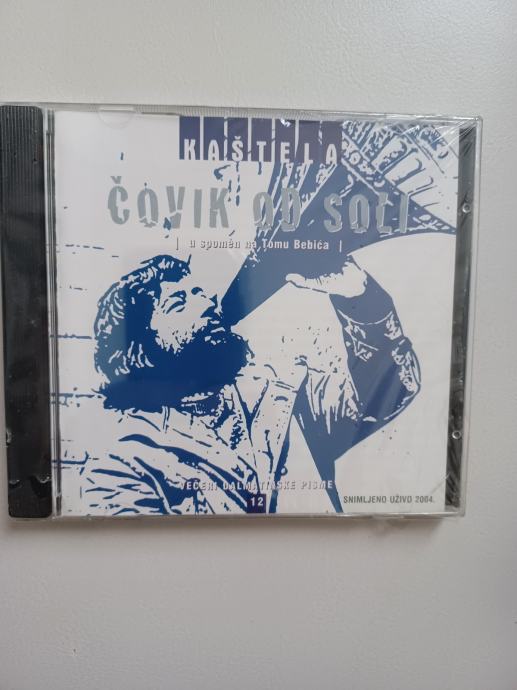 KAŠTELA
ČOVIK OD SOLI
| u spomen na Tomu Bebića |
VEČERI DALMATINSKE PISME
12
SNIMLJENO UŽIVO 2004.